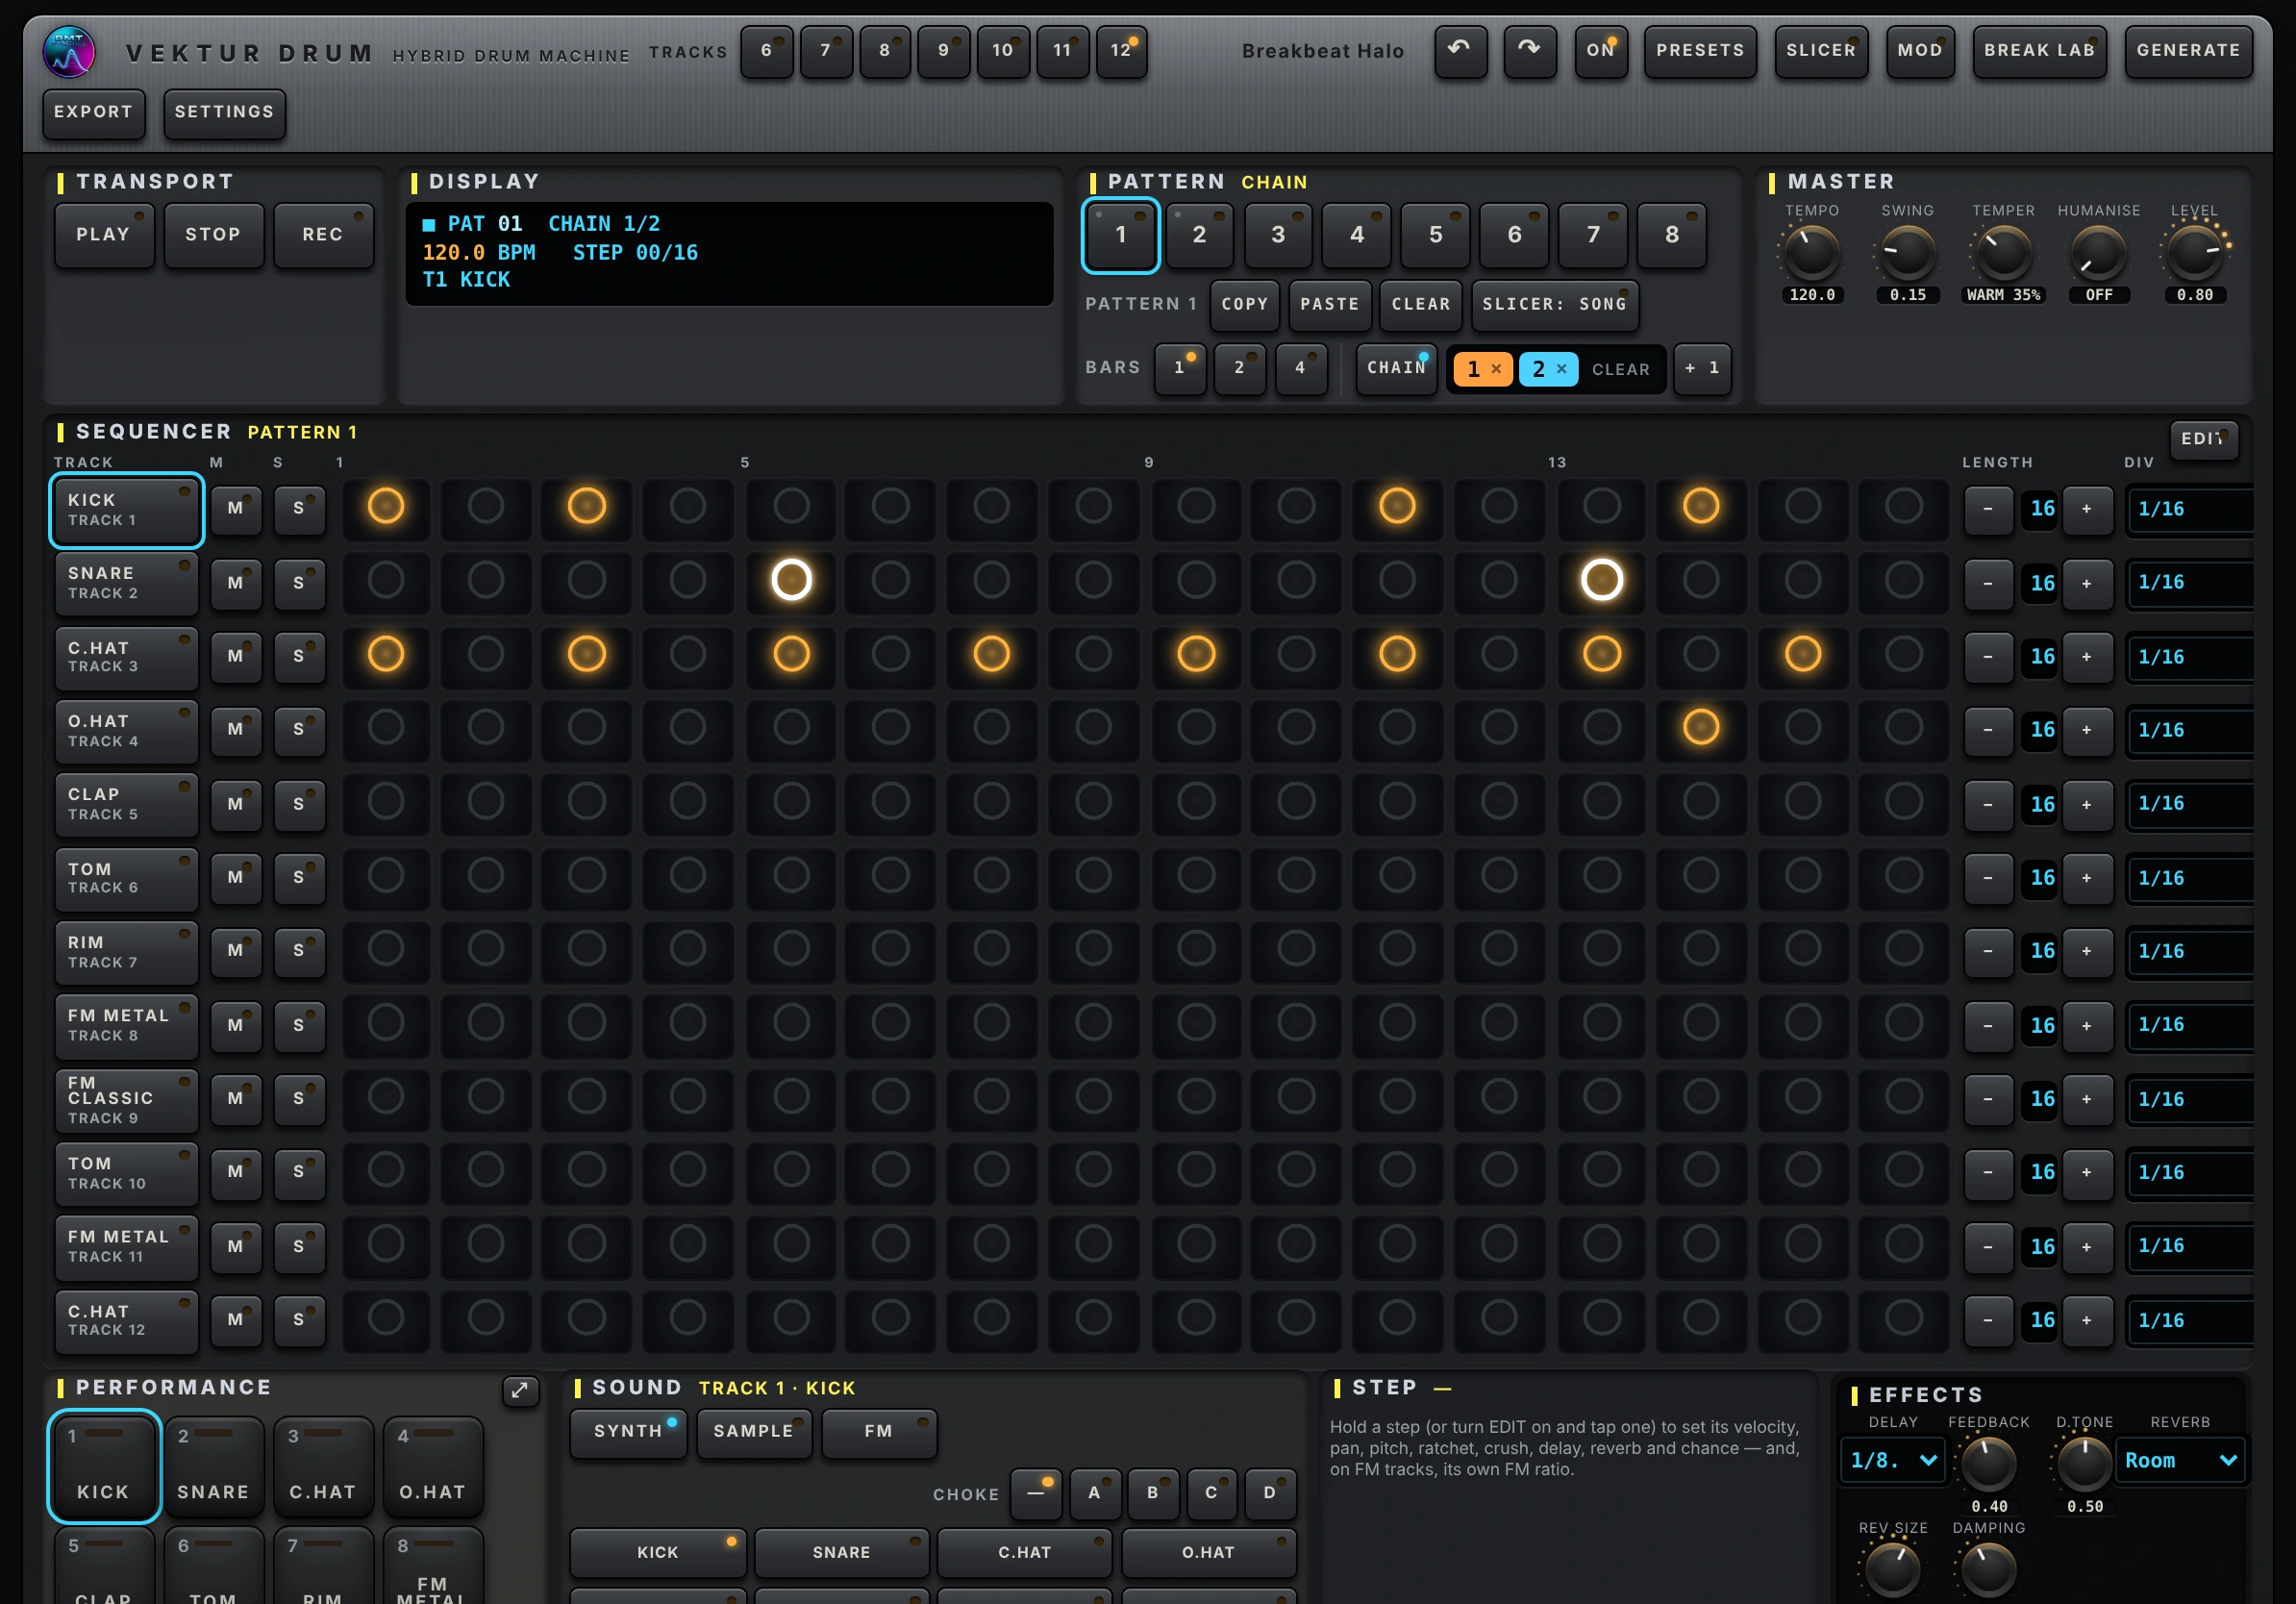 VEKTUR DRUM HYBRID DRUM MACHINE TRACKS 6 7 8 9 10 11 12 Breakbeat Halo ↶ ↷ ON PRESETS SLICER MOD BREAK LAB GENERATE
EXPORT SETTINGS
TRANSPORT
PLAY STOP REC
DISPLAY
■ PAT 01 CHAIN 1/2
120.0 BPM STEP 00/16
T1 KICK
PATTERN CHAIN
1 2 3 4 5 6 7 8
PATTERN 1 COPY PASTE CLEAR SLICER: SONG
BARS 1 2 4 CHAIN 1 × 2 × CLEAR + 1
MASTER
TEMPO SWING TEMPER HUMANISE LEVEL
120.0 0.15 WARM 35% OFF 0.80
SEQUENCER PATTERN 1 EDIT
TRACK M S 1 5 9 13 LENGTH DIV
KICK
TRACK 1 M S - 16 + 1/16
SNARE
TRACK 2 M S - 16 + 1/16
C.HAT
TRACK 3 M S - 16 + 1/16
O.HAT
TRACK 4 M S - 16 + 1/16
CLAP
TRACK 5 M S - 16 + 1/16
TOM
TRACK 6 M S - 16 + 1/16
RIM
TRACK 7 M S - 16 + 1/16
FM METAL
TRACK 8 M S - 16 + 1/16
FM
CLASSIC
TRACK 9 M S - 16 + 1/16
TOM
TRACK 10 M S - 16 + 1/16
FM METAL
TRACK 11 M S - 16 + 1/16
C.HAT
TRACK 12 M S - 16 + 1/16
PERFORMANCE
1 2 3 4
KICK SNARE C.HAT O.HAT
5 6 7 8
CLAP TOM RIM FM
METAL
SOUND TRACK 1 · KICK
SYNTH SAMPLE FM
CHOKE — A B C D
KICK SNARE C.HAT O.HAT
STEP —
Hold a step (or turn EDIT on and tap one) to set its velocity,
pan, pitch, ratchet, crush, delay, reverb and chance — and,
on FM tracks, its own FM ratio.
EFFECTS
DELAY FEEDBACK D.TONE REVERB
1/8. Room
0.40 0.50
REV SIZE DAMPING